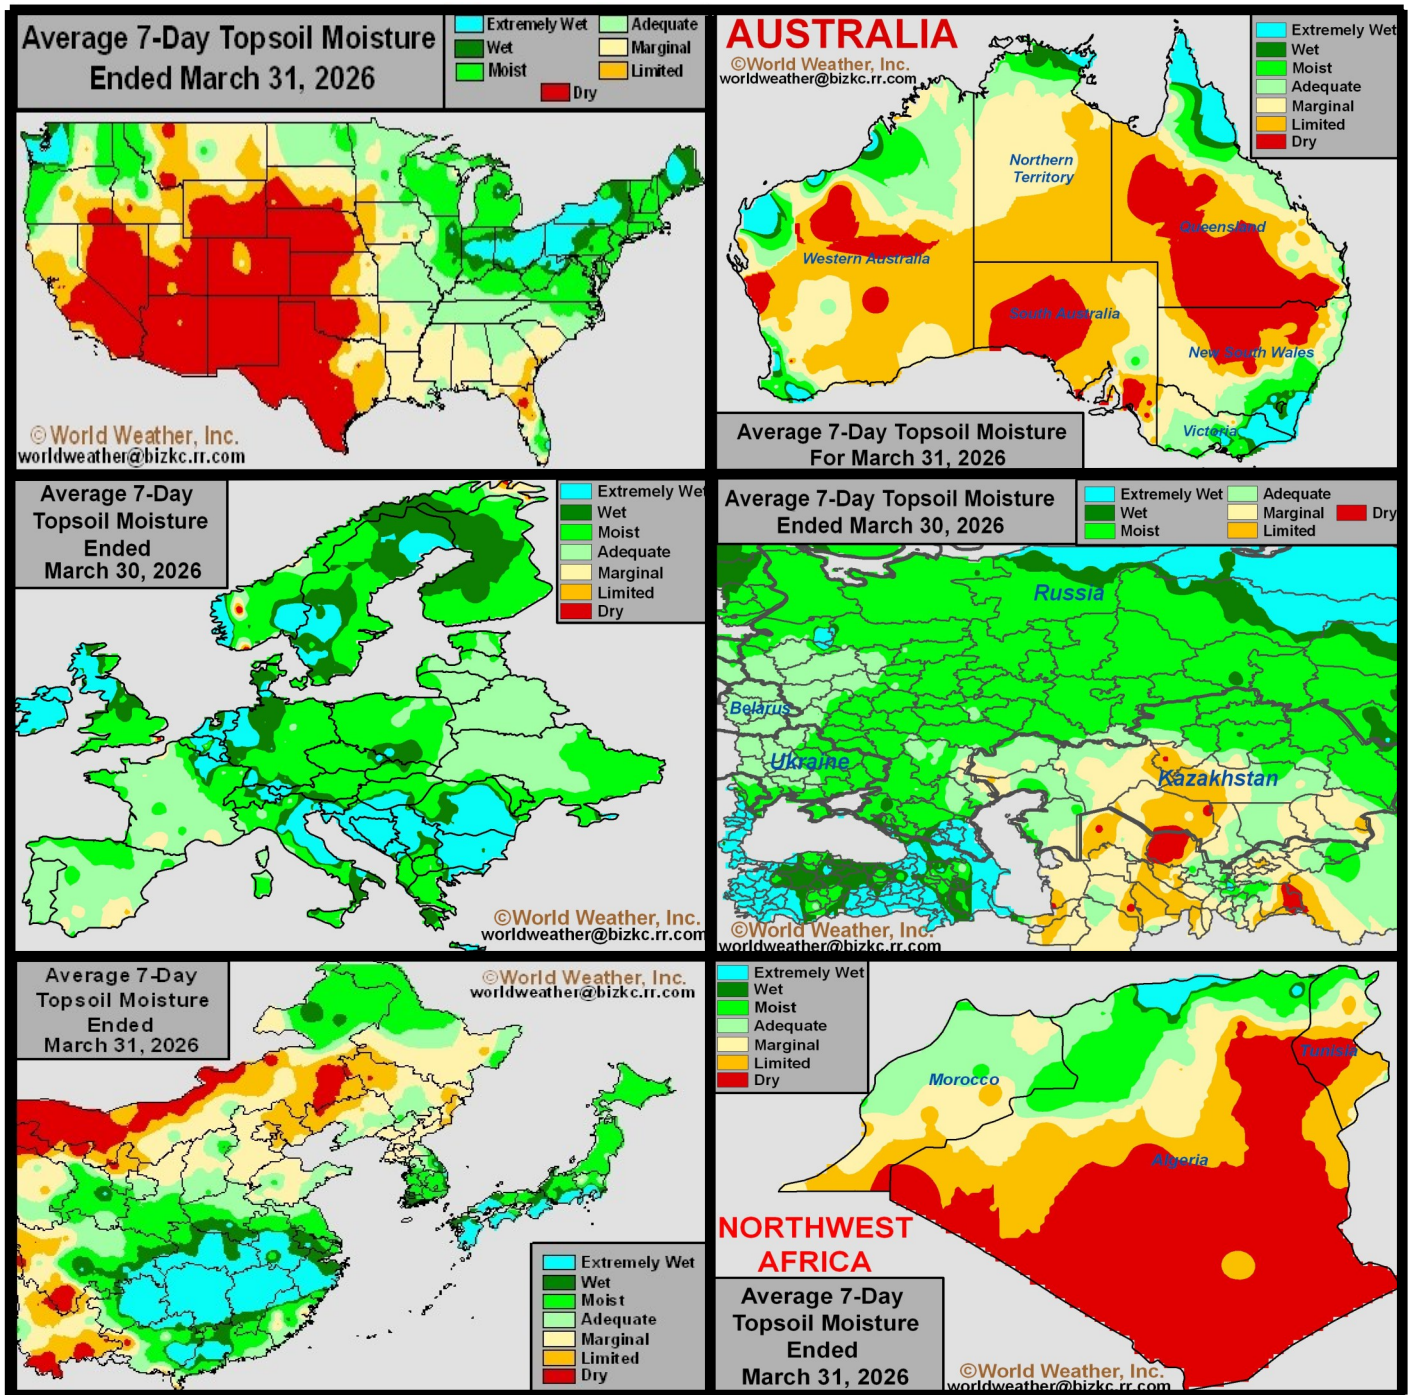 Average 7-Day Topsoil Moisture
Ended March 31, 2026
Extremely Wet
Adequate
Wet
Marginal
Moist
Limited
Dry
©World Weather, Inc.
worldweather@bizkc.rr.com
AUSTRALIA
©World Weather, Inc.
worldweather@bizkc.rr.com
Extremely Wet
Wet
Moist
Adequate
Marginal
Limited
Dry
Northern
Territory
Queensland
Western Australia
South Australia
New South Wales
Victoria
Average 7-Day Topsoil Moisture
For March 31, 2026
Average 7-Day
Topsoil Moisture
Ended
March 30, 2026
Extremely Wet
Wet
Moist
Adequate
Marginal
Limited
Dry
©World Weather, Inc.
worldweather@bizkc.rr.com
Average 7-Day Topsoil Moisture
Ended March 30, 2026
Extremely Wet
Adequate
Wet
Marginal
Dry
Moist
Limited
Russia
Belarus
Ukraine
Kazakhstan
©World Weather, Inc.
worldweather@bizkc.rr.com
Average 7-Day
Topsoil Moisture
Ended
March 31, 2026
©World Weather, Inc.
worldweather@bizkc.rr.com
Extremely Wet
Wet
Moist
Adequate
Marginal
Limited
Dry
Extremely Wet
Wet
Moist
Adequate
Marginal
Limited
Dry
Tunisia
Morocco
Algeria
NORTHWEST
AFRICA
Average 7-Day
Topsoil Moisture
Ended
March 31, 2026
©World Weather, Inc.
worldweather@bizkc.rr.com